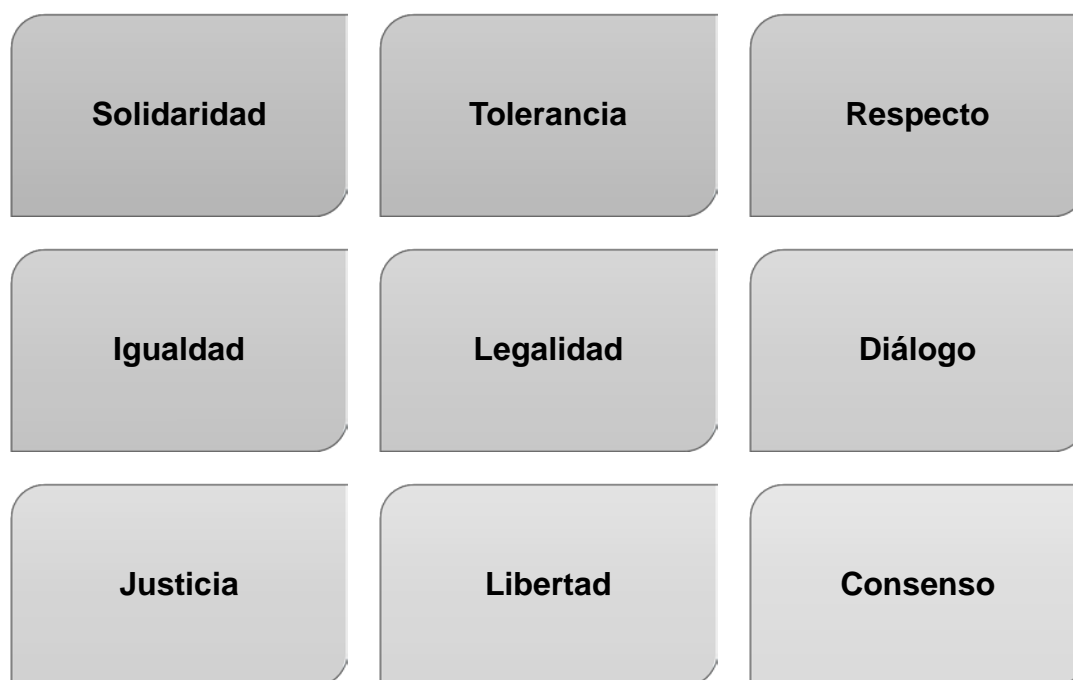 Solidaridad
Tolerancia
Respecto
Igualdad
Legalidad
Diálogo
Justicia
Libertad
Consenso